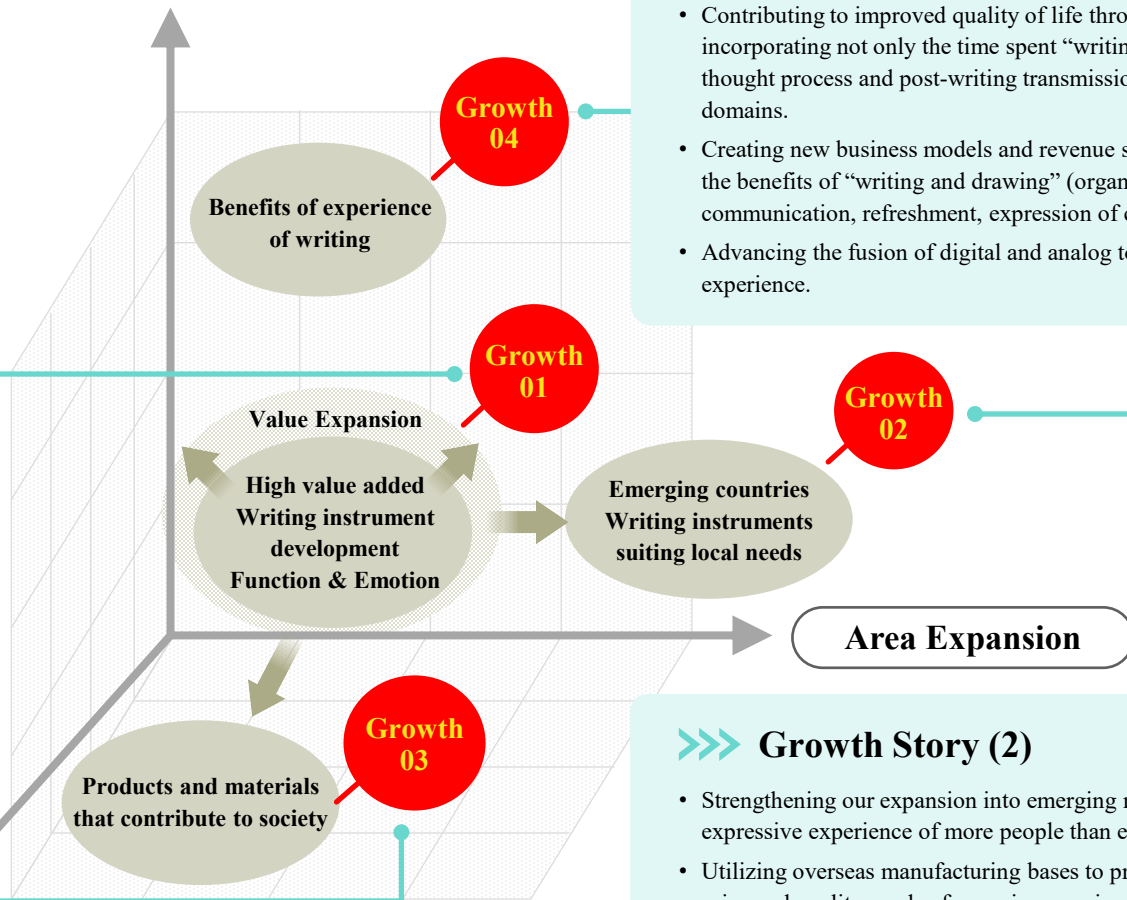 • Contributing to improved quality of life thro
incorporating not only the time spent “writin
thought process and post-writing transmissio
domains.
• Creating new business models and revenue s
the benefits of “writing and drawing” (organ
communication, refreshment, expression of
• Advancing the fusion of digital and analog to
experience.
Growth
04
Benefits of experience
of writing
Growth
01
Value Expansion
High value added
Writing instrument
development
Function & Emotion
Growth
02
Emerging countries
Writing instruments
suiting local needs
Area Expansion
Growth
03
Products and materials
that contribute to society
Growth Story (2)
• Strengthening our expansion into emerging
expressive experience of more people than e
• Utilizing overseas manufacturing bases to pr